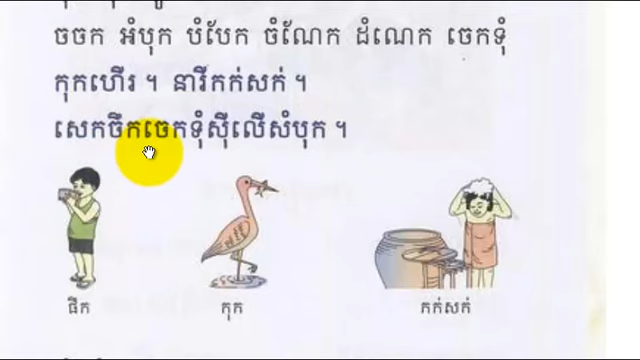 ចចក អំបុក បំបែក ចំណែក ដំណេក ចេកទុំ
កុកហើរ ។ នារីកក់សក់ ។
សេកចឹកចេកទុំស៊ីលើសំបុក ។
ផឹក
កុក
កក់សក់